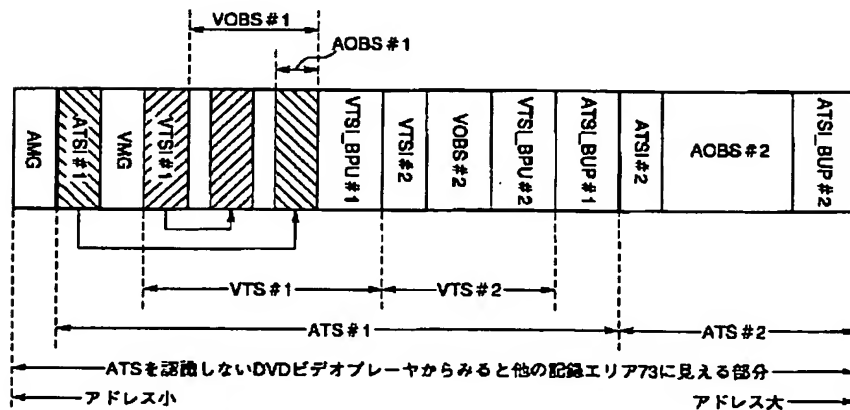 VOBS#1
AOBS#1
AMG
ATSI#1
VMG
VTSI#1
VTSI_BPU#1
VTSI#2
VOBS#2
VTSI_BPU#2
ATSI_BUP#1
ATSI#2
AOBS#2
ATSI_BUP#2
VTS#1
VTS#2
ATS#1
ATS#2
ATSを認識しないDVDビデオプレーヤからみると他の記録エリア73に見える部分
アドレス小
アドレス大